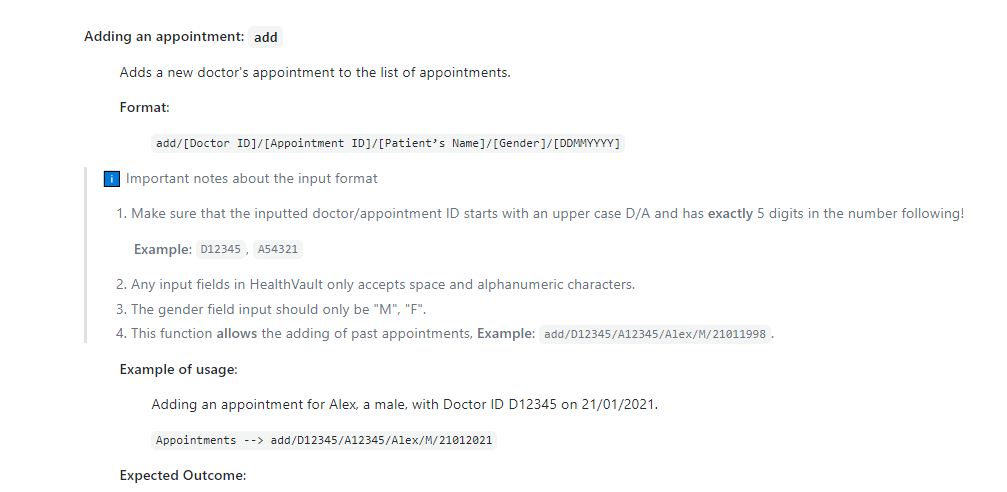 Adding an appointment: add
Adds a new doctor's appointment to the list of appointments.
Format:
add/[Doctor ID]/[Appointment ID]/[Patient’s Name]/[Gender]/[DDMMYYYY]
i Important notes about the input format
1. Make sure that the inputted doctor/appointment ID starts with an upper case D/A and has exactly 5 digits in the number following!
Example: D12345 , A54321
2. Any input fields in HealthVault only accepts space and alphanumeric characters.
3. The gender field input should only be "M", "F".
4. This function allows the adding of past appointments, Example: add/D12345/A12345/Alex/M/21011998 .
Example of usage:
Adding an appointment for Alex, a male, with Doctor ID D12345 on 21/01/2021.
Appointments --> add/D12345/A12345/Alex/M/21012021
Expected Outcome: